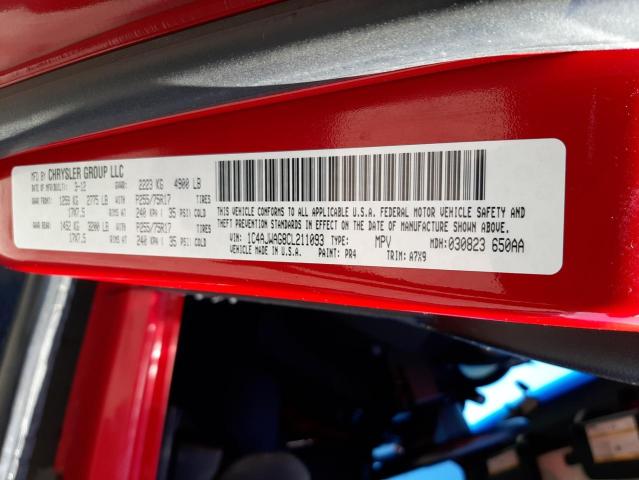 MFD BY CHRYSLER GROUP LLC
DATE OF MFR/BUILT: 3-12 GVWR: 2223 KG 4900 LB
GAWR FRONT: 1259 KG 2775 LB WITH P255/75R17 TIRES
17X7.5 RIMS AT 240 KPA / 35 PSI COLD
GAWR REAR: 1452 KG 3200 LB WITH P255/75R17 TIRES
17X7.5 RIMS AT 240 KPA / 35 PSI COLD
THIS VEHICLE CONFORMS TO ALL APPLICABLE U.S.A. FEDERAL MOTOR VEHICLE SAFETY AND
THEFT PREVENTION STANDARDS IN EFFECT ON THE DATE OF MANUFACTURE SHOWN ABOVE.
VIN: 1C4AJWAG8CL211093 MPV MDH: 030823 650AA
VEHICLE MADE IN U.S.A. PAINT: PR4 TRIM: A7X9